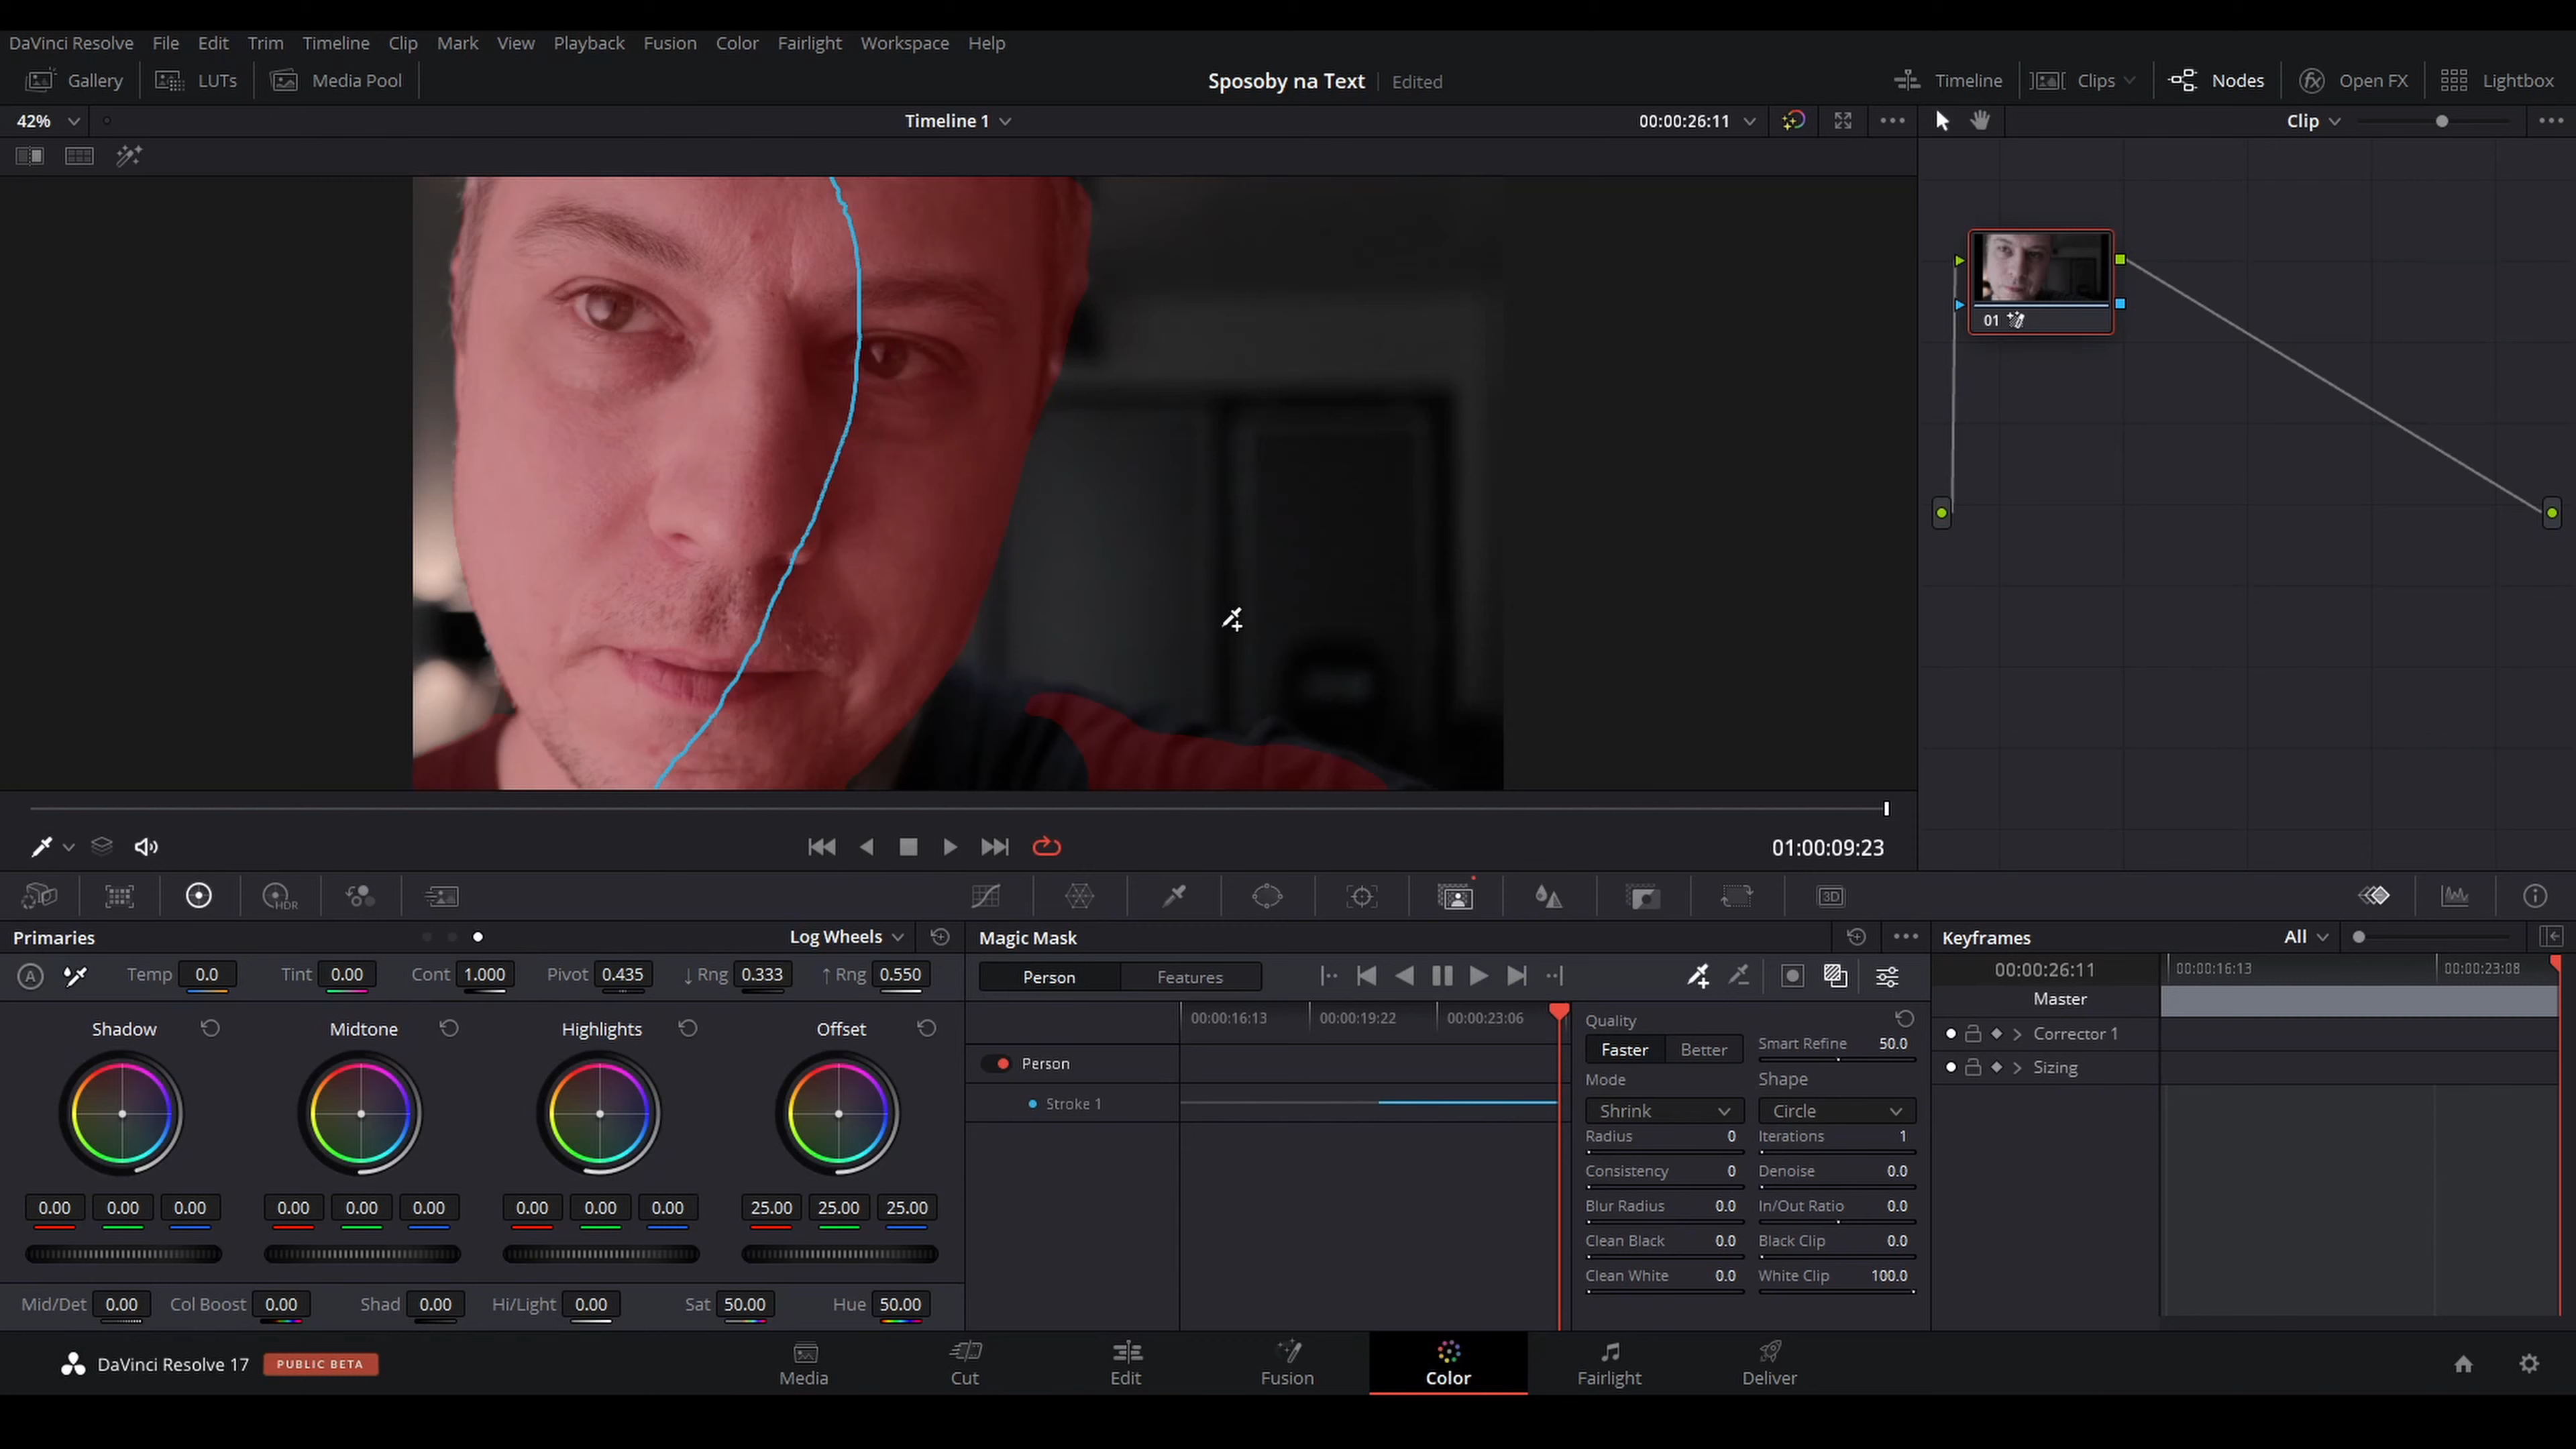 DaVinci Resolve File Edit Trim Timeline Clip Mark View Playback Fusion Color Fairlight Workspace Help
Gallery LUTs Media Pool Sposoby na Text Edited Timeline Clips Nodes Open FX Lightbox
42% Timeline 1 00:00:26:11 Clip
01
01:00:09:23
HDR 3D
Primaries Log Wheels Magic Mask Keyframes All
A Temp 0.0 Tint 0.00 Cont 1.000 Pivot 0.435 ↓ Rng 0.333 ↑ Rng 0.550 Person Features 00:00:26:11 00:00:16:13 00:00:23:08
Master
Shadow Midtone Highlights Offset 00:00:16:13 00:00:19:22 00:00:23:06 Quality
Faster Better Smart Refine 50.0 Corrector 1
Person Mode Shape Sizing
Stroke 1 Shrink Circle
Radius 0 Iterations 1
Consistency 0 Denoise 0.0
0.00 0.00 0.00 0.00 0.00 0.00 0.00 0.00 0.00 25.00 25.00 25.00 Blur Radius 0.0 In/Out Ratio 0.0
Clean Black 0.0 Black Clip 0.0
Clean White 0.0 White Clip 100.0
Mid/Det 0.00 Col Boost 0.00 Shad 0.00 Hi/Light 0.00 Sat 50.00 Hue 50.00
DaVinci Resolve 17 PUBLIC BETA Media Cut Edit Fusion Color Fairlight Deliver